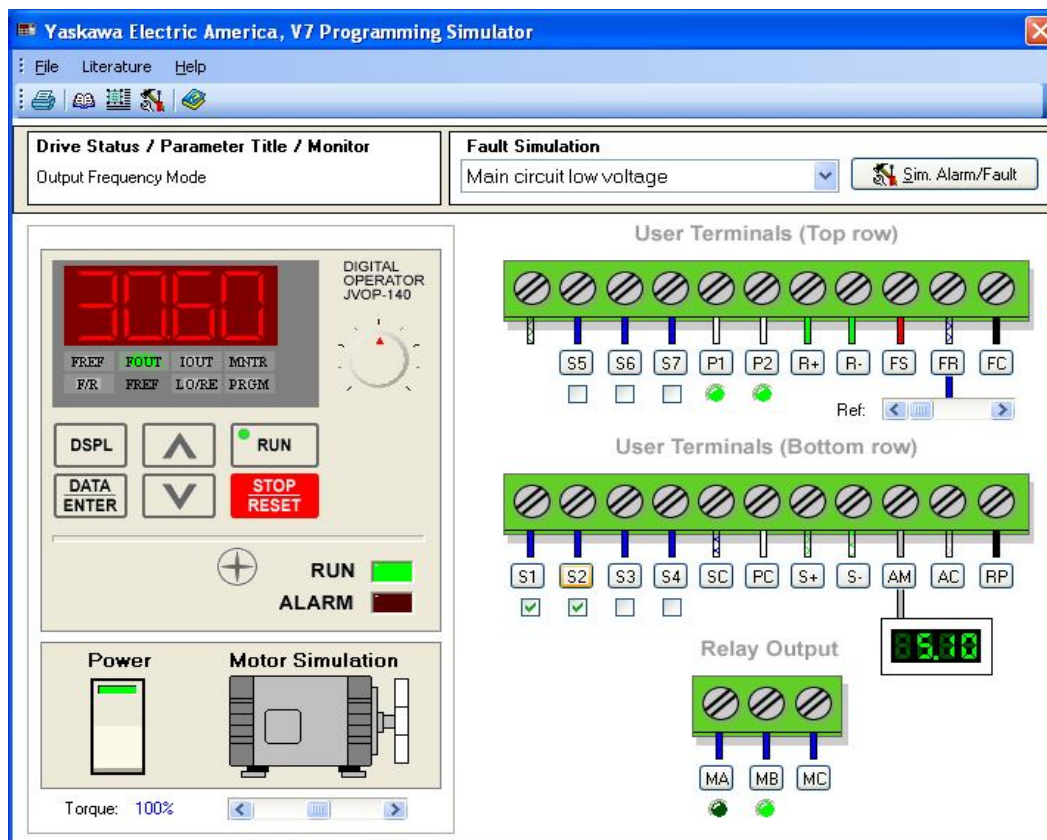 Yaskawa Electric America, V7 Programming Simulator
File Literature Help
Drive Status / Parameter Title / Monitor
Output Frequency Mode
Fault Simulation
Main circuit low voltage
Sim. Alarm/Fault
30.60
DIGITAL
OPERATOR
JVOP-140
FREF FOUT IOUT MNTR
F/R FREF LO/RE PRGM
DSPL
RUN
DATA
ENTER
STOP
RESET
RUN
ALARM
Power
Motor Simulation
Torque: 100%
User Terminals (Top row)
S5 S6 S7 P1 P2 R+ R- FS FR FC
Ref:
User Terminals (Bottom row)
S1 S2 S3 S4 SC PC S+ S- AM AC RP
5.10
Relay Output
MA MB MC